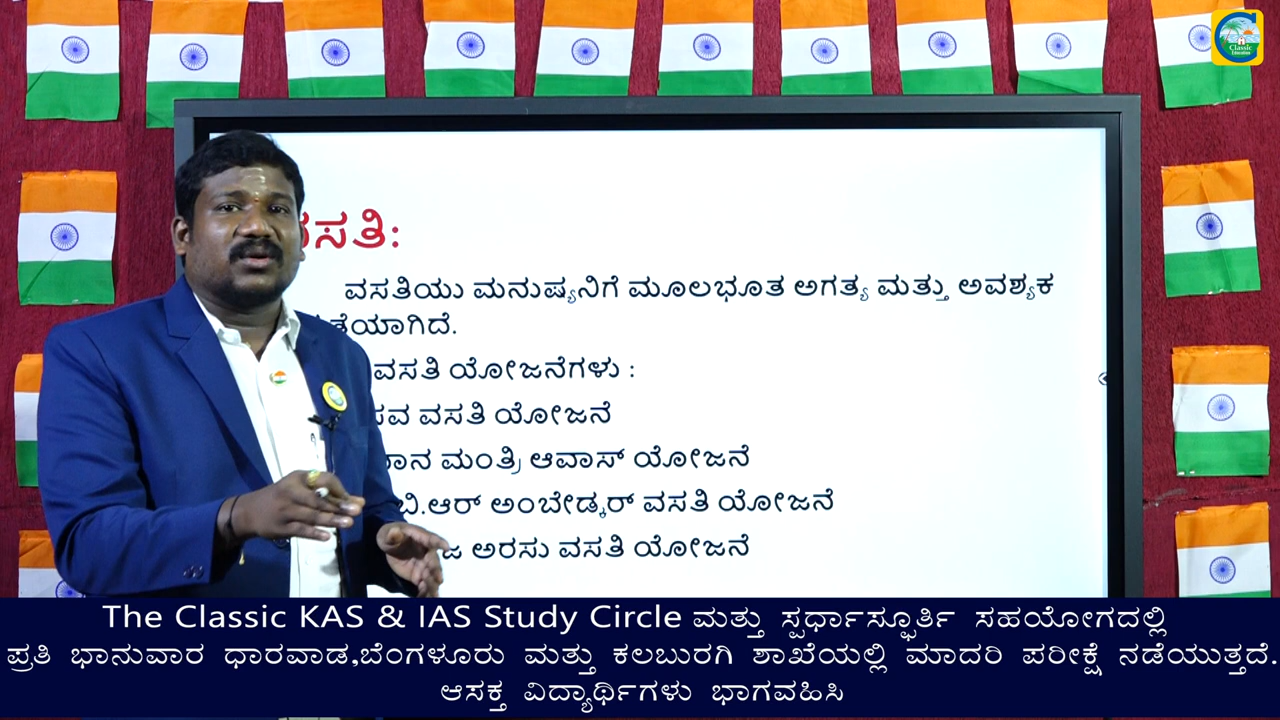 Classic
Education
ವಸತಿಯು ಮನುಷ್ಯನಿಗೆ ಮೂಲಭೂತ ಅಗತ್ಯ ಮತ್ತು ಅವಶ್ಯಕ
ವಸತಿ ಯೋಜನೆಗಳು :
ವಸತಿ ಯೋಜನೆ
ಮಂತ್ರಿ ಆವಾಸ್ ಯೋಜನೆ
ಬಿ.ಆರ್ ಅಂಬೇಡ್ಕರ್ ವಸತಿ ಯೋಜನೆ
ಅರಸು ವಸತಿ ಯೋಜನೆ
The Classic KAS & IAS Study Circle ಮತ್ತು ಸ್ಪರ್ಧಾಸ್ಫೂರ್ತಿ ಸಹಯೋಗದಲ್ಲಿ
ಪ್ರತಿ ಭಾನುವಾರ ಧಾರವಾಡ,ಬೆಂಗಳೂರು ಮತ್ತು ಕಲಬುರಗಿ ಶಾಖೆಯಲ್ಲಿ ಮಾದರಿ ಪರೀಕ್ಷೆ ನಡೆಯುತ್ತದೆ.
ಆಸಕ್ತ ವಿದ್ಯಾರ್ಥಿಗಳು ಭಾಗವಹಿಸಿ